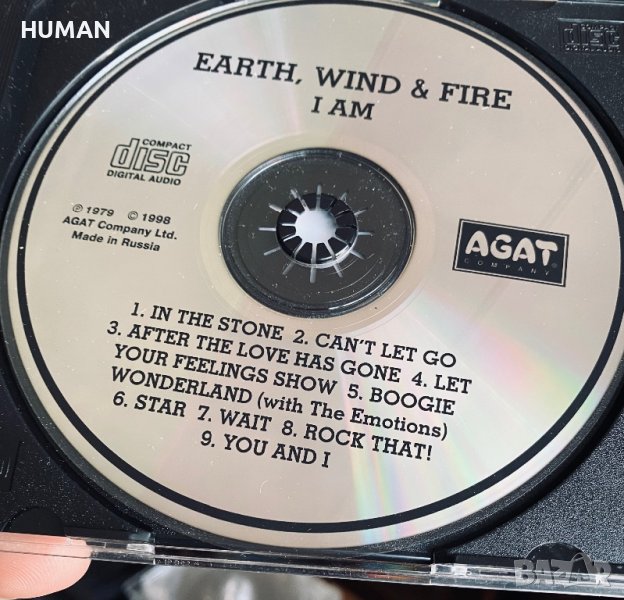 HUMAN
EARTH, WIND & FIRE
I AM
COMPACT
disc
DIGITAL AUDIO
℗ 1979 © 1998
AGAT Company Ltd.
Made in Russia
AGAT
COMPANY
1. IN THE STONE 2. CAN'T LET GO
3. AFTER THE LOVE HAS GONE 4. LET
YOUR FEELINGS SHOW 5. BOOGIE
WONDERLAND (with The Emotions)
6. STAR 7. WAIT 8. ROCK THAT!
9. YOU AND I
BAZAR